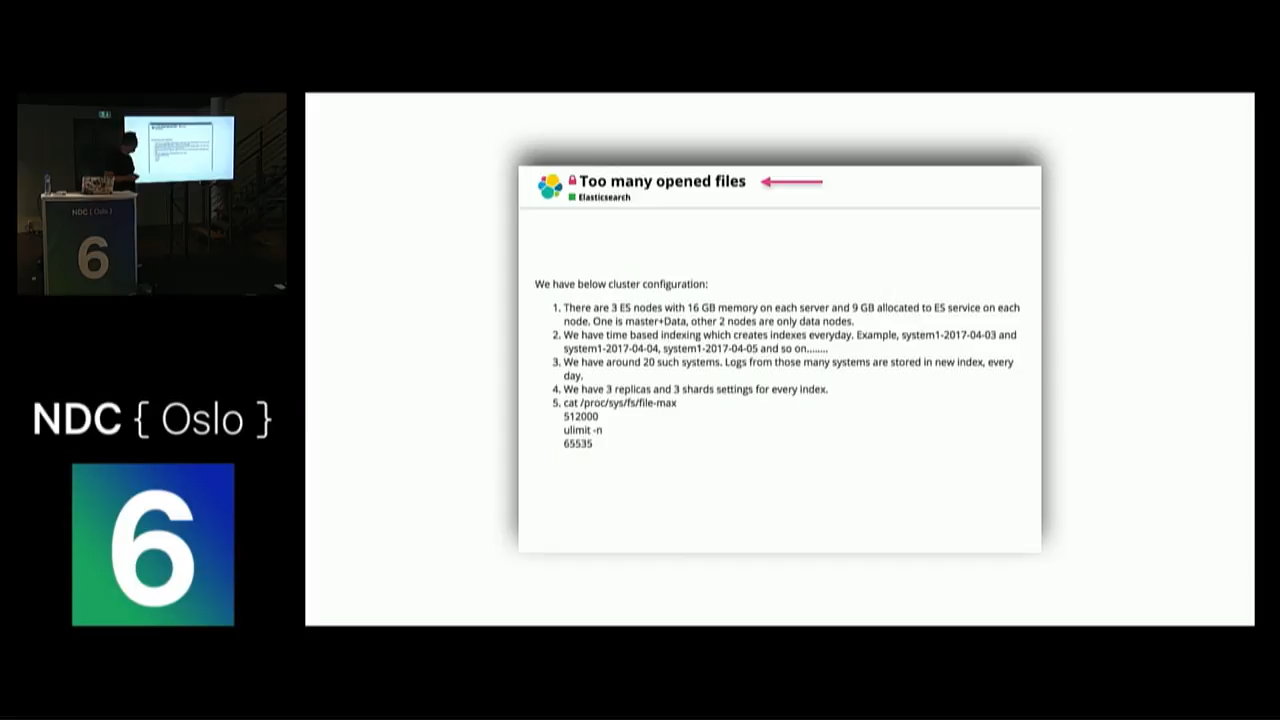 NDC { Oslo }
6
Too many opened files
Elasticsearch
We have below cluster configuration:
1. There are 3 ES nodes with 16 GB memory on each server and 9 GB allocated to ES service on each
node. One is master+Data, other 2 nodes are only data nodes.
2. We have time based indexing which creates indexes everyday. Example, system1-2017-04-03 and
system1-2017-04-04, system1-2017-04-05 and so on........
3. We have around 20 such systems. Logs from those many systems are stored in new index, every
day.
4. We have 3 replicas and 3 shards settings for every index.
5. cat /proc/sys/fs/file-max
512000
ulimit -n
65535
NDC { Oslo }
6